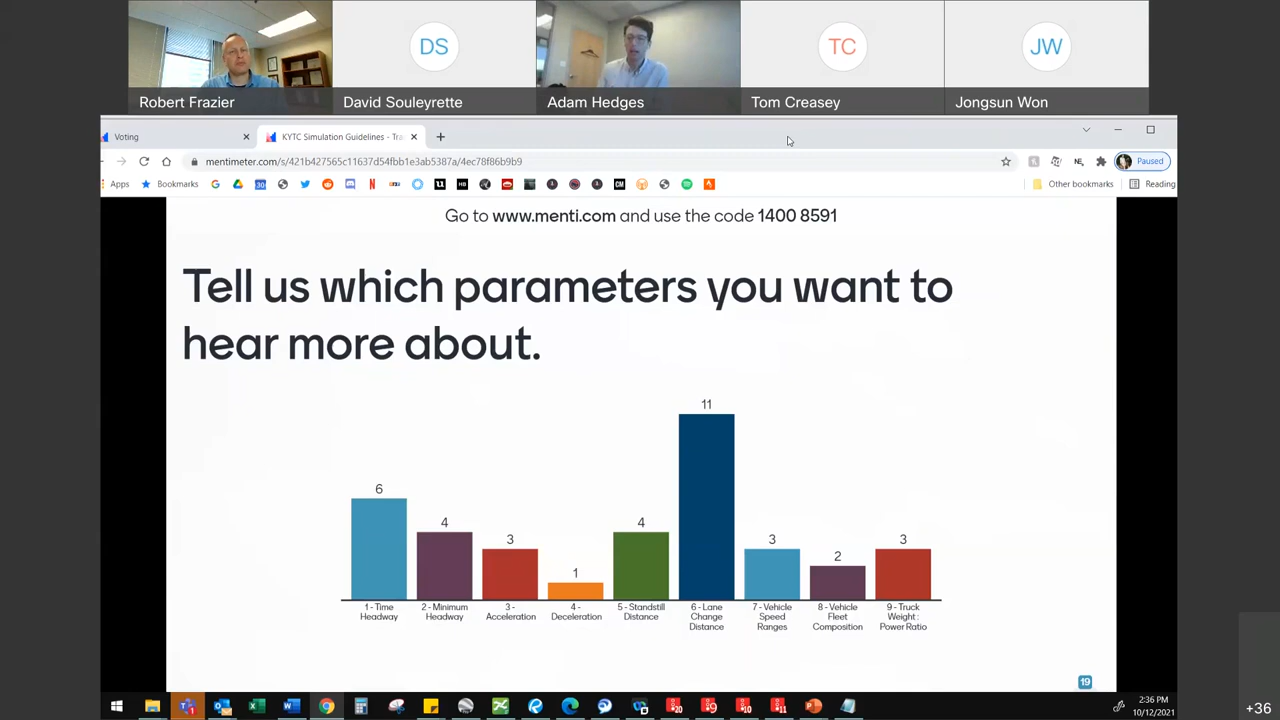 DS
TC
JW
Robert Frazier
David Souleyrette
Adam Hedges
Tom Creasey
Jongsun Won
Voting
KYTC Simulation Guidelines - Tra
mentimeter.com/s/421b427565c11637d54fbb1e3ab5387a/4ec78f86b9b9
Paused
Apps
Bookmarks
Other bookmarks
Reading
Go to www.menti.com and use the code 1400 8591
Tell us which parameters you want to
hear more about.
11
6
4
3
1
4
3
2
3
1 - Time
Headway
2 - Minimum
Headway
3 -
Acceleration
4 -
Deceleration
5 - Standstill
Distance
6 - Lane
Change
Distance
7 - Vehicle
Speed
Ranges
8 - Vehicle
Fleet
Composition
9 - Truck
Weight :
Power Ratio
19
2:36 PM
10/12/2021
+36